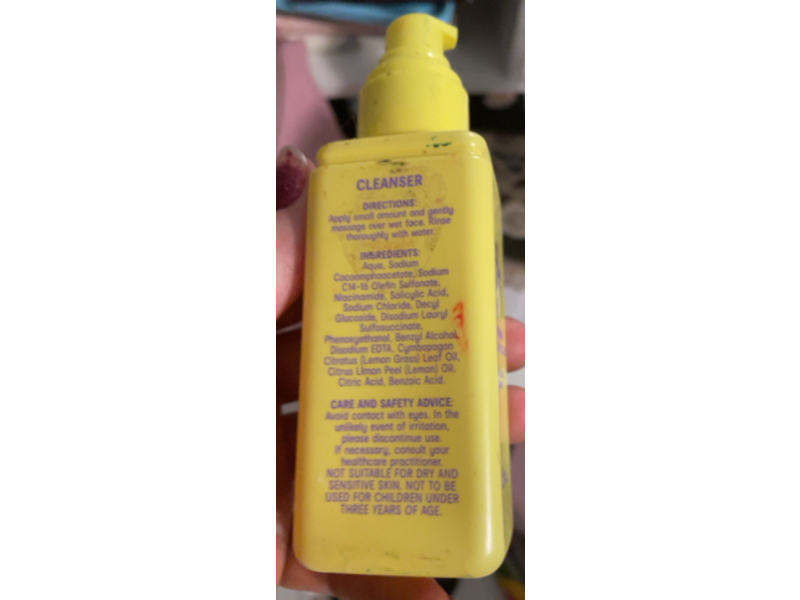 CLEANSER
DIRECTIONS:
Apply small amount and gently
massage over wet face. Rinse
thoroughly with water.
INGREDIENTS:
Aqua, Sodium
Cocoamphoacetate, Sodium
C14-16 Olefin Sulfonate,
Niacinamide, Salicylic Acid,
Sodium Chloride, Decyl
Glucoside, Disodium Lauryl
Sulfosuccinate,
Phenoxyethanol, Benzyl Alcohol,
Disodium EDTA, Cymbopogon
Citratus (Lemon Grass) Leaf Oil,
Citrus Limon Peel (Lemon) Oil,
Citric Acid, Benzoic Acid.
CARE AND SAFETY ADVICE:
Avoid contact with eyes. In the
unlikely event of irritation,
please discontinue use.
If necessary, consult your
healthcare practitioner.
NOT SUITABLE FOR DRY AND
SENSITIVE SKIN. NOT TO BE
USED FOR CHILDREN UNDER
THREE YEARS OF AGE.